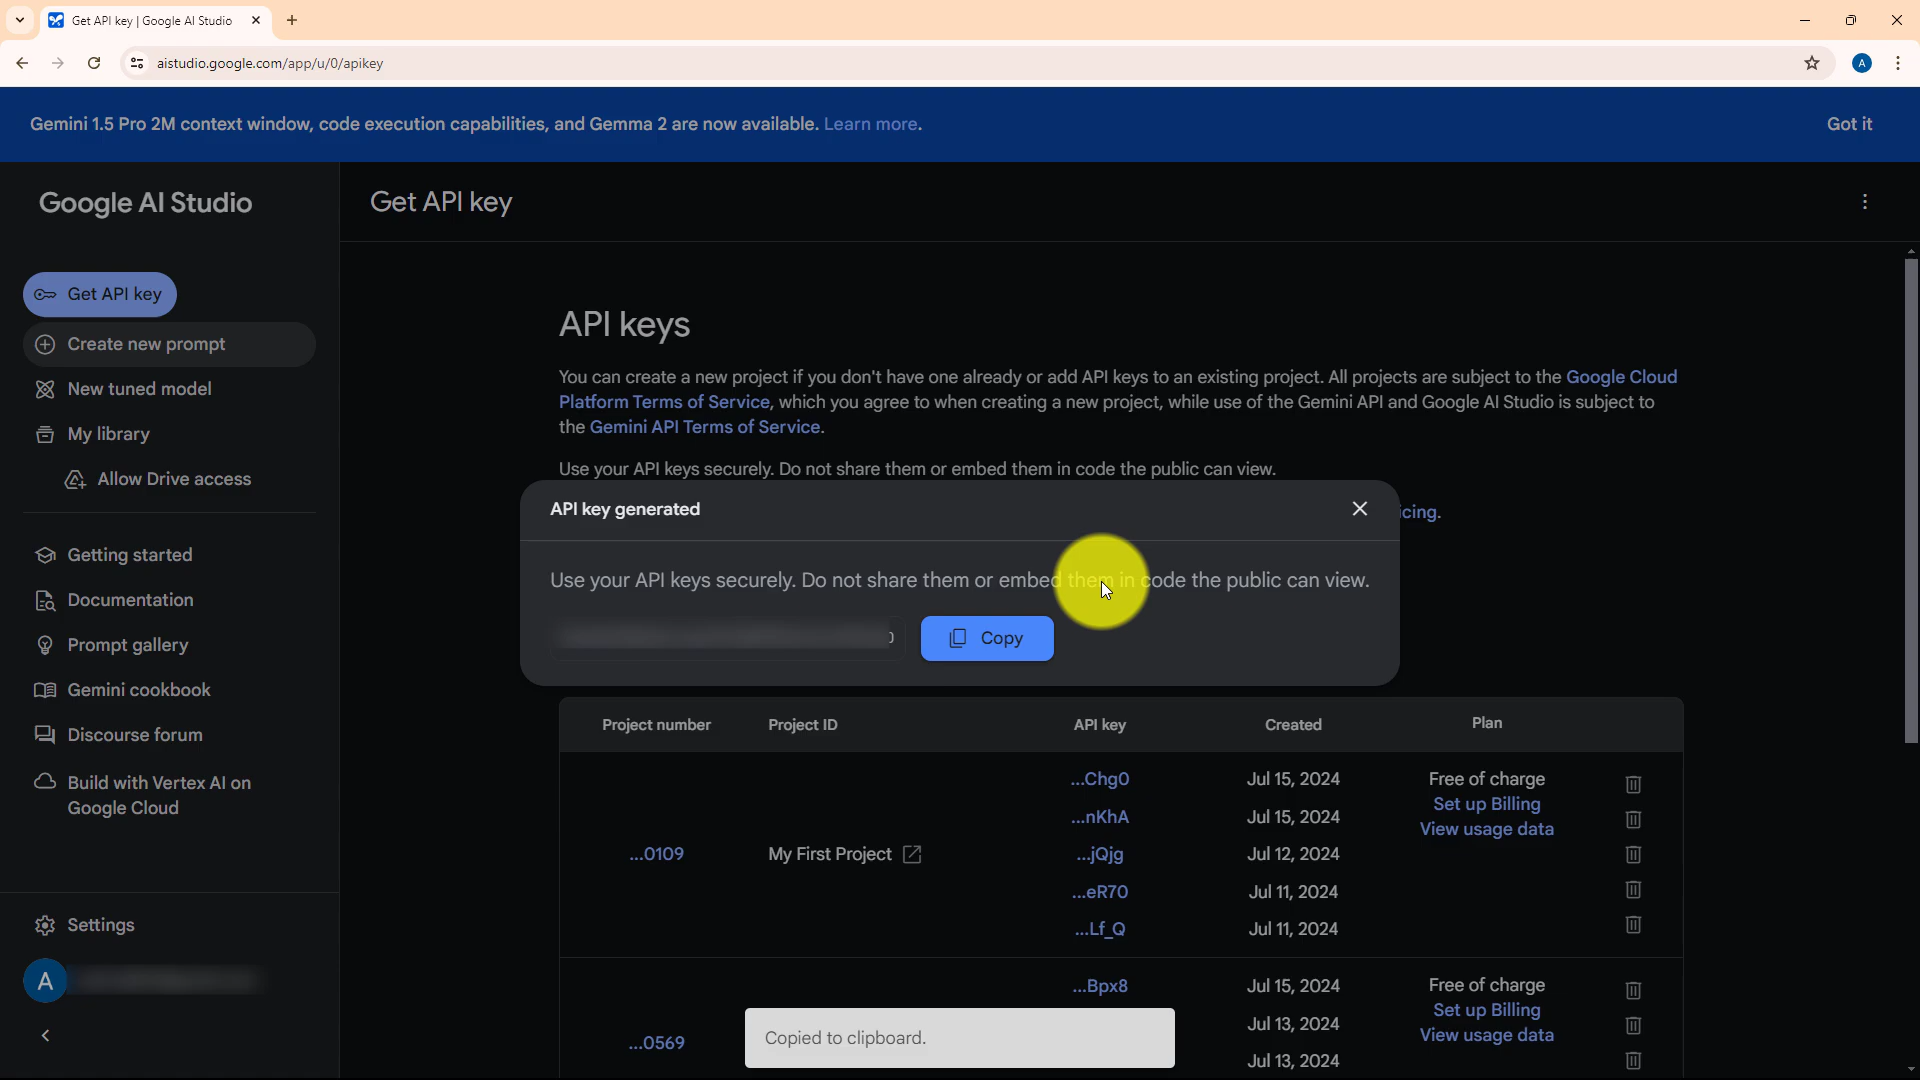 Get API key | Google AI Studio
aistudio.google.com/app/u/0/apikey
A
Gemini 1.5 Pro 2M context window, code execution capabilities, and Gemma 2 are now available. Learn more.
Got it
Google AI Studio
Get API key
Get API key
Create new prompt
New tuned model
My library
Allow Drive access
Getting started
Documentation
Prompt gallery
Gemini cookbook
Discourse forum
Build with Vertex AI on
Google Cloud
Settings
A
API keys
You can create a new project if you don't have one already or add API keys to an existing project. All projects are subject to the Google Cloud
Platform Terms of Service, which you agree to when creating a new project, while use of the Gemini API and Google AI Studio is subject to
the Gemini API Terms of Service.
Use your API keys securely. Do not share them or embed them in code the public can view.
icing.
API key generated
Use your API keys securely. Do not share them or embed them in code the public can view.
Copy
Project number Project ID API key Created Plan
...Chg0 Jul 15, 2024 Free of charge
Set up Billing
...nKhA Jul 15, 2024
View usage data
...0109 My First Project ...jQjg Jul 12, 2024
...eR70 Jul 11, 2024
...Lf_Q Jul 11, 2024
...Bpx8 Jul 15, 2024 Free of charge
Set up Billing
Jul 13, 2024
View usage data
...0569
Jul 13, 2024
Copied to clipboard.